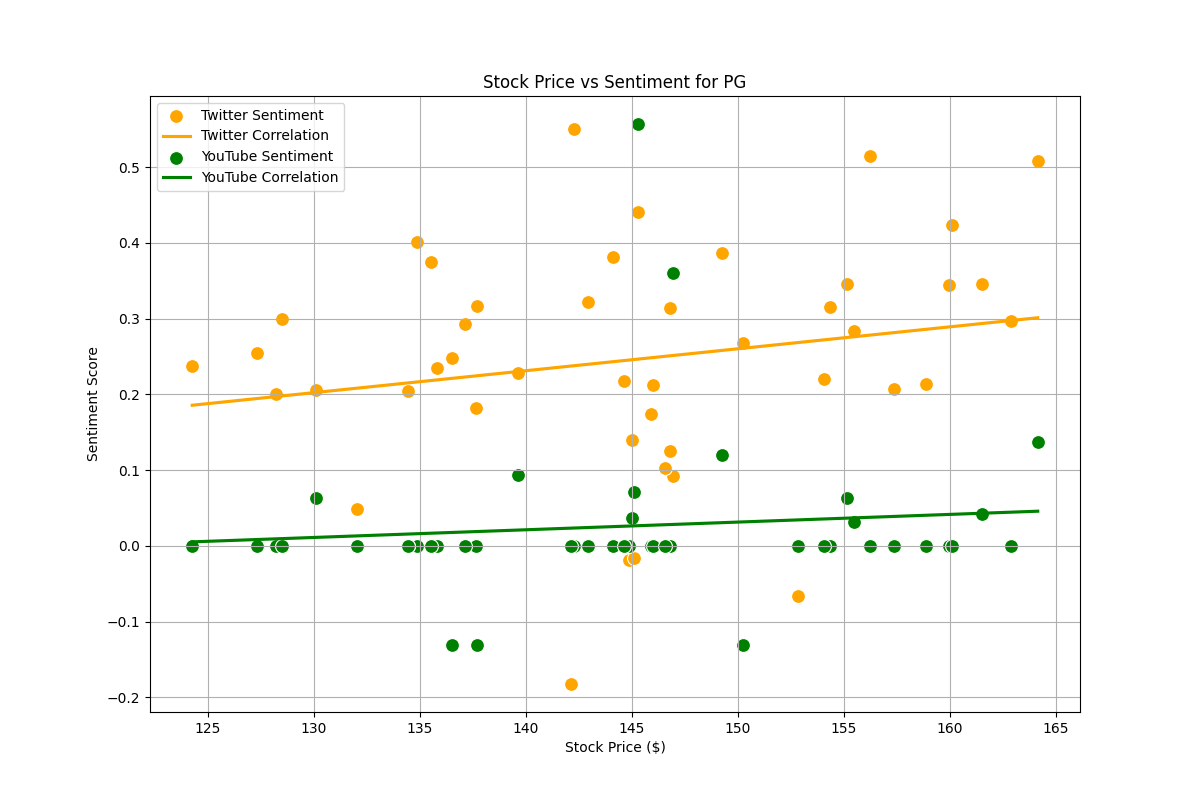 Stock Price vs Sentiment for PG
Twitter Sentiment
Twitter Correlation
YouTube Sentiment
YouTube Correlation
Sentiment Score
0.5
0.4
0.3
0.2
0.1
0.0
−0.1
−0.2
125 130 135 140 145 150 155 160 165
Stock Price ($)